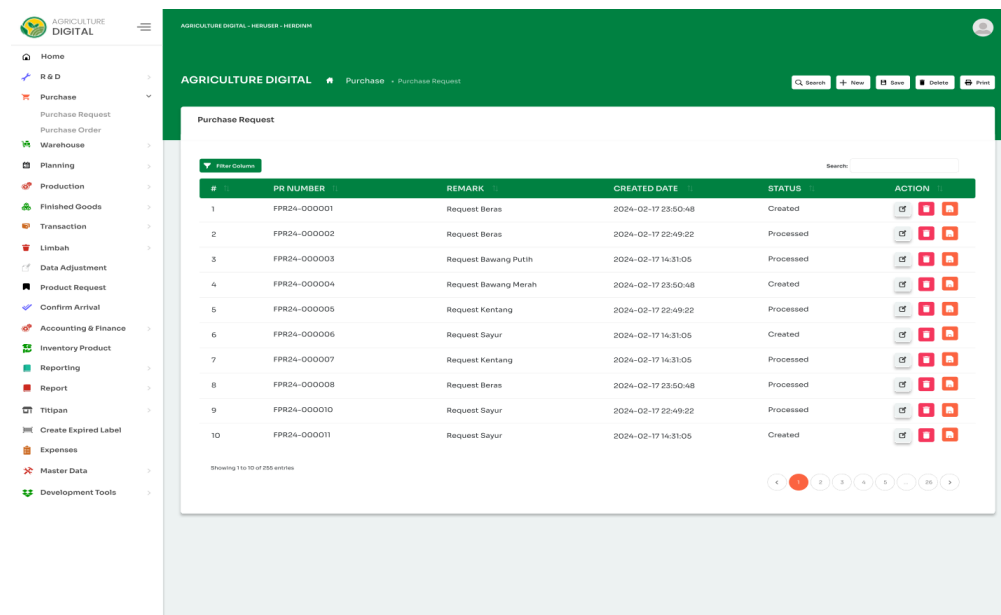 AGRICULTURE
DIGITAL
AGRICULTURE DIGITAL - HERUSER - HERDINM
Home
R & D
Purchase
Purchase Request
Purchase Order
Warehouse
Planning
Production
Finished Goods
Transaction
Limbah
Data Adjustment
Product Request
Confirm Arrival
Accounting & Finance
Inventory Product
Reporting
Report
Titipan
Create Expired Label
Expenses
Master Data
Development Tools
AGRICULTURE DIGITAL Purchase • Purchase Request
Search New Save Delete Print
Purchase Request
Filter Column Search:
# PR NUMBER REMARK CREATED DATE STATUS ACTION
1 FPR24-000001 Request Beras 2024-02-17 23:50:48 Created
2 FPR24-000002 Request Beras 2024-02-17 22:49:22 Processed
3 FPR24-000003 Request Bawang Putih 2024-02-17 14:31:05 Processed
4 FPR24-000004 Request Bawang Merah 2024-02-17 23:50:48 Created
5 FPR24-000005 Request Kentang 2024-02-17 22:49:22 Processed
6 FPR24-000006 Request Sayur 2024-02-17 14:31:05 Created
7 FPR24-000007 Request Kentang 2024-02-17 14:31:05 Processed
8 FPR24-000008 Request Beras 2024-02-17 23:50:48 Processed
9 FPR24-000010 Request Sayur 2024-02-17 22:49:22 Processed
10 FPR24-000011 Request Sayur 2024-02-17 14:31:05 Created
Showing 1 to 10 of 255 entries
< 1 2 3 4 5 ... 26 >